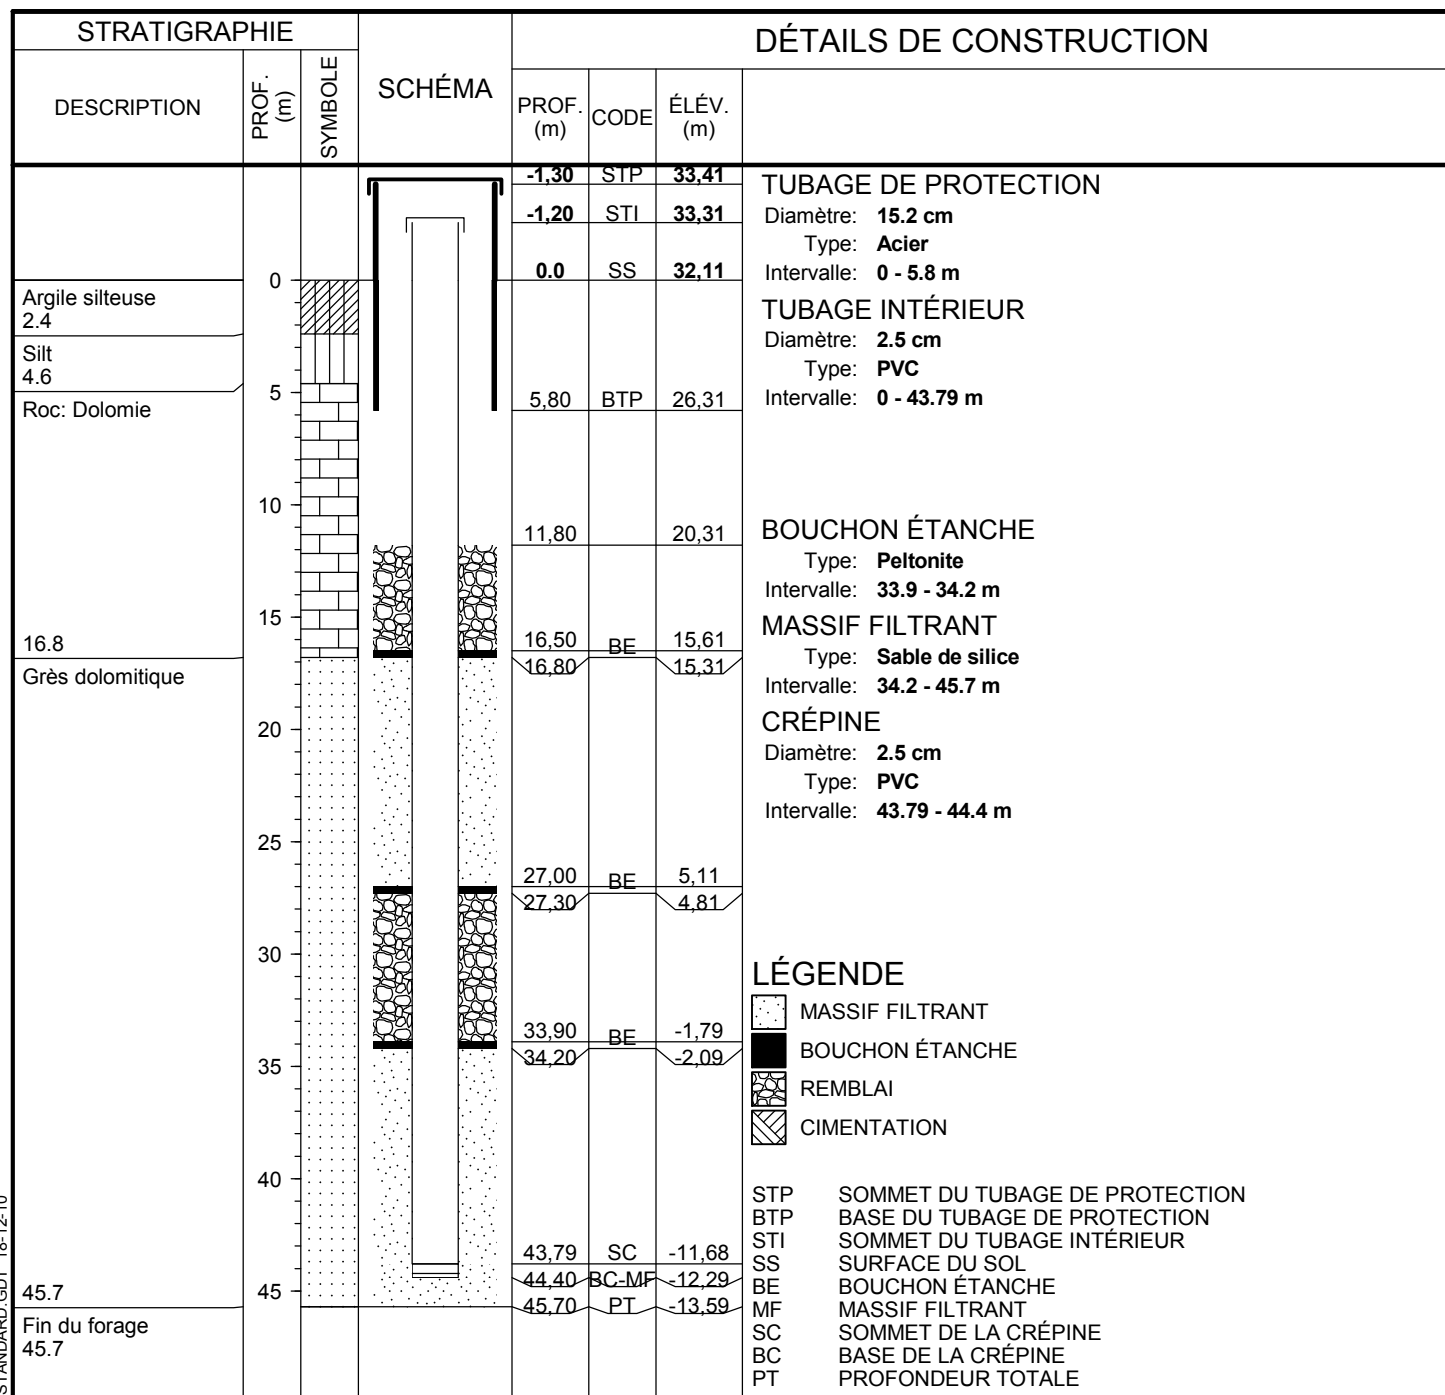 STRATIGRAPHIE
DESCRIPTION
PROF. (m)
SYMBOLE
SCHÉMA
DÉTAILS DE CONSTRUCTION
PROF. (m)
CODE
ÉLÉV. (m)
-1,30 STP 33,41
-1,20 STI 33,31
0.0 SS 32,11
5,80 BTP 26,31
11,80 20,31
16,50 BE 15,61
16,80 15,31
27,00 BE 5,11
27,30 4,81
33,90 BE -1,79
34,20 -2,09
43,79 SC -11,68
44,40 BC-MF -12,29
45,70 PT -13,59
Argile silteuse
2.4
Silt
4.6
Roc: Dolomie
16.8
Grès dolomitique
45.7
Fin du forage
45.7
0
5
10
15
20
25
30
35
40
45
TUBAGE DE PROTECTION
Diamètre: 15.2 cm
Type: Acier
Intervalle: 0 - 5.8 m
TUBAGE INTÉRIEUR
Diamètre: 2.5 cm
Type: PVC
Intervalle: 0 - 43.79 m
BOUCHON ÉTANCHE
Type: Peltonite
Intervalle: 33.9 - 34.2 m
MASSIF FILTRANT
Type: Sable de silice
Intervalle: 34.2 - 45.7 m
CRÉPINE
Diamètre: 2.5 cm
Type: PVC
Intervalle: 43.79 - 44.4 m
LÉGENDE
MASSIF FILTRANT
BOUCHON ÉTANCHE
REMBLAI
CIMENTATION
STP SOMMET DU TUBAGE DE PROTECTION
BTP BASE DU TUBAGE DE PROTECTION
STI SOMMET DU TUBAGE INTÉRIEUR
SS SURFACE DU SOL
BE BOUCHON ÉTANCHE
MF MASSIF FILTRANT
SC SOMMET DE LA CRÉPINE
BC BASE DE LA CRÉPINE
PT PROFONDEUR TOTALE
STANDARD.GDT 18-12-10